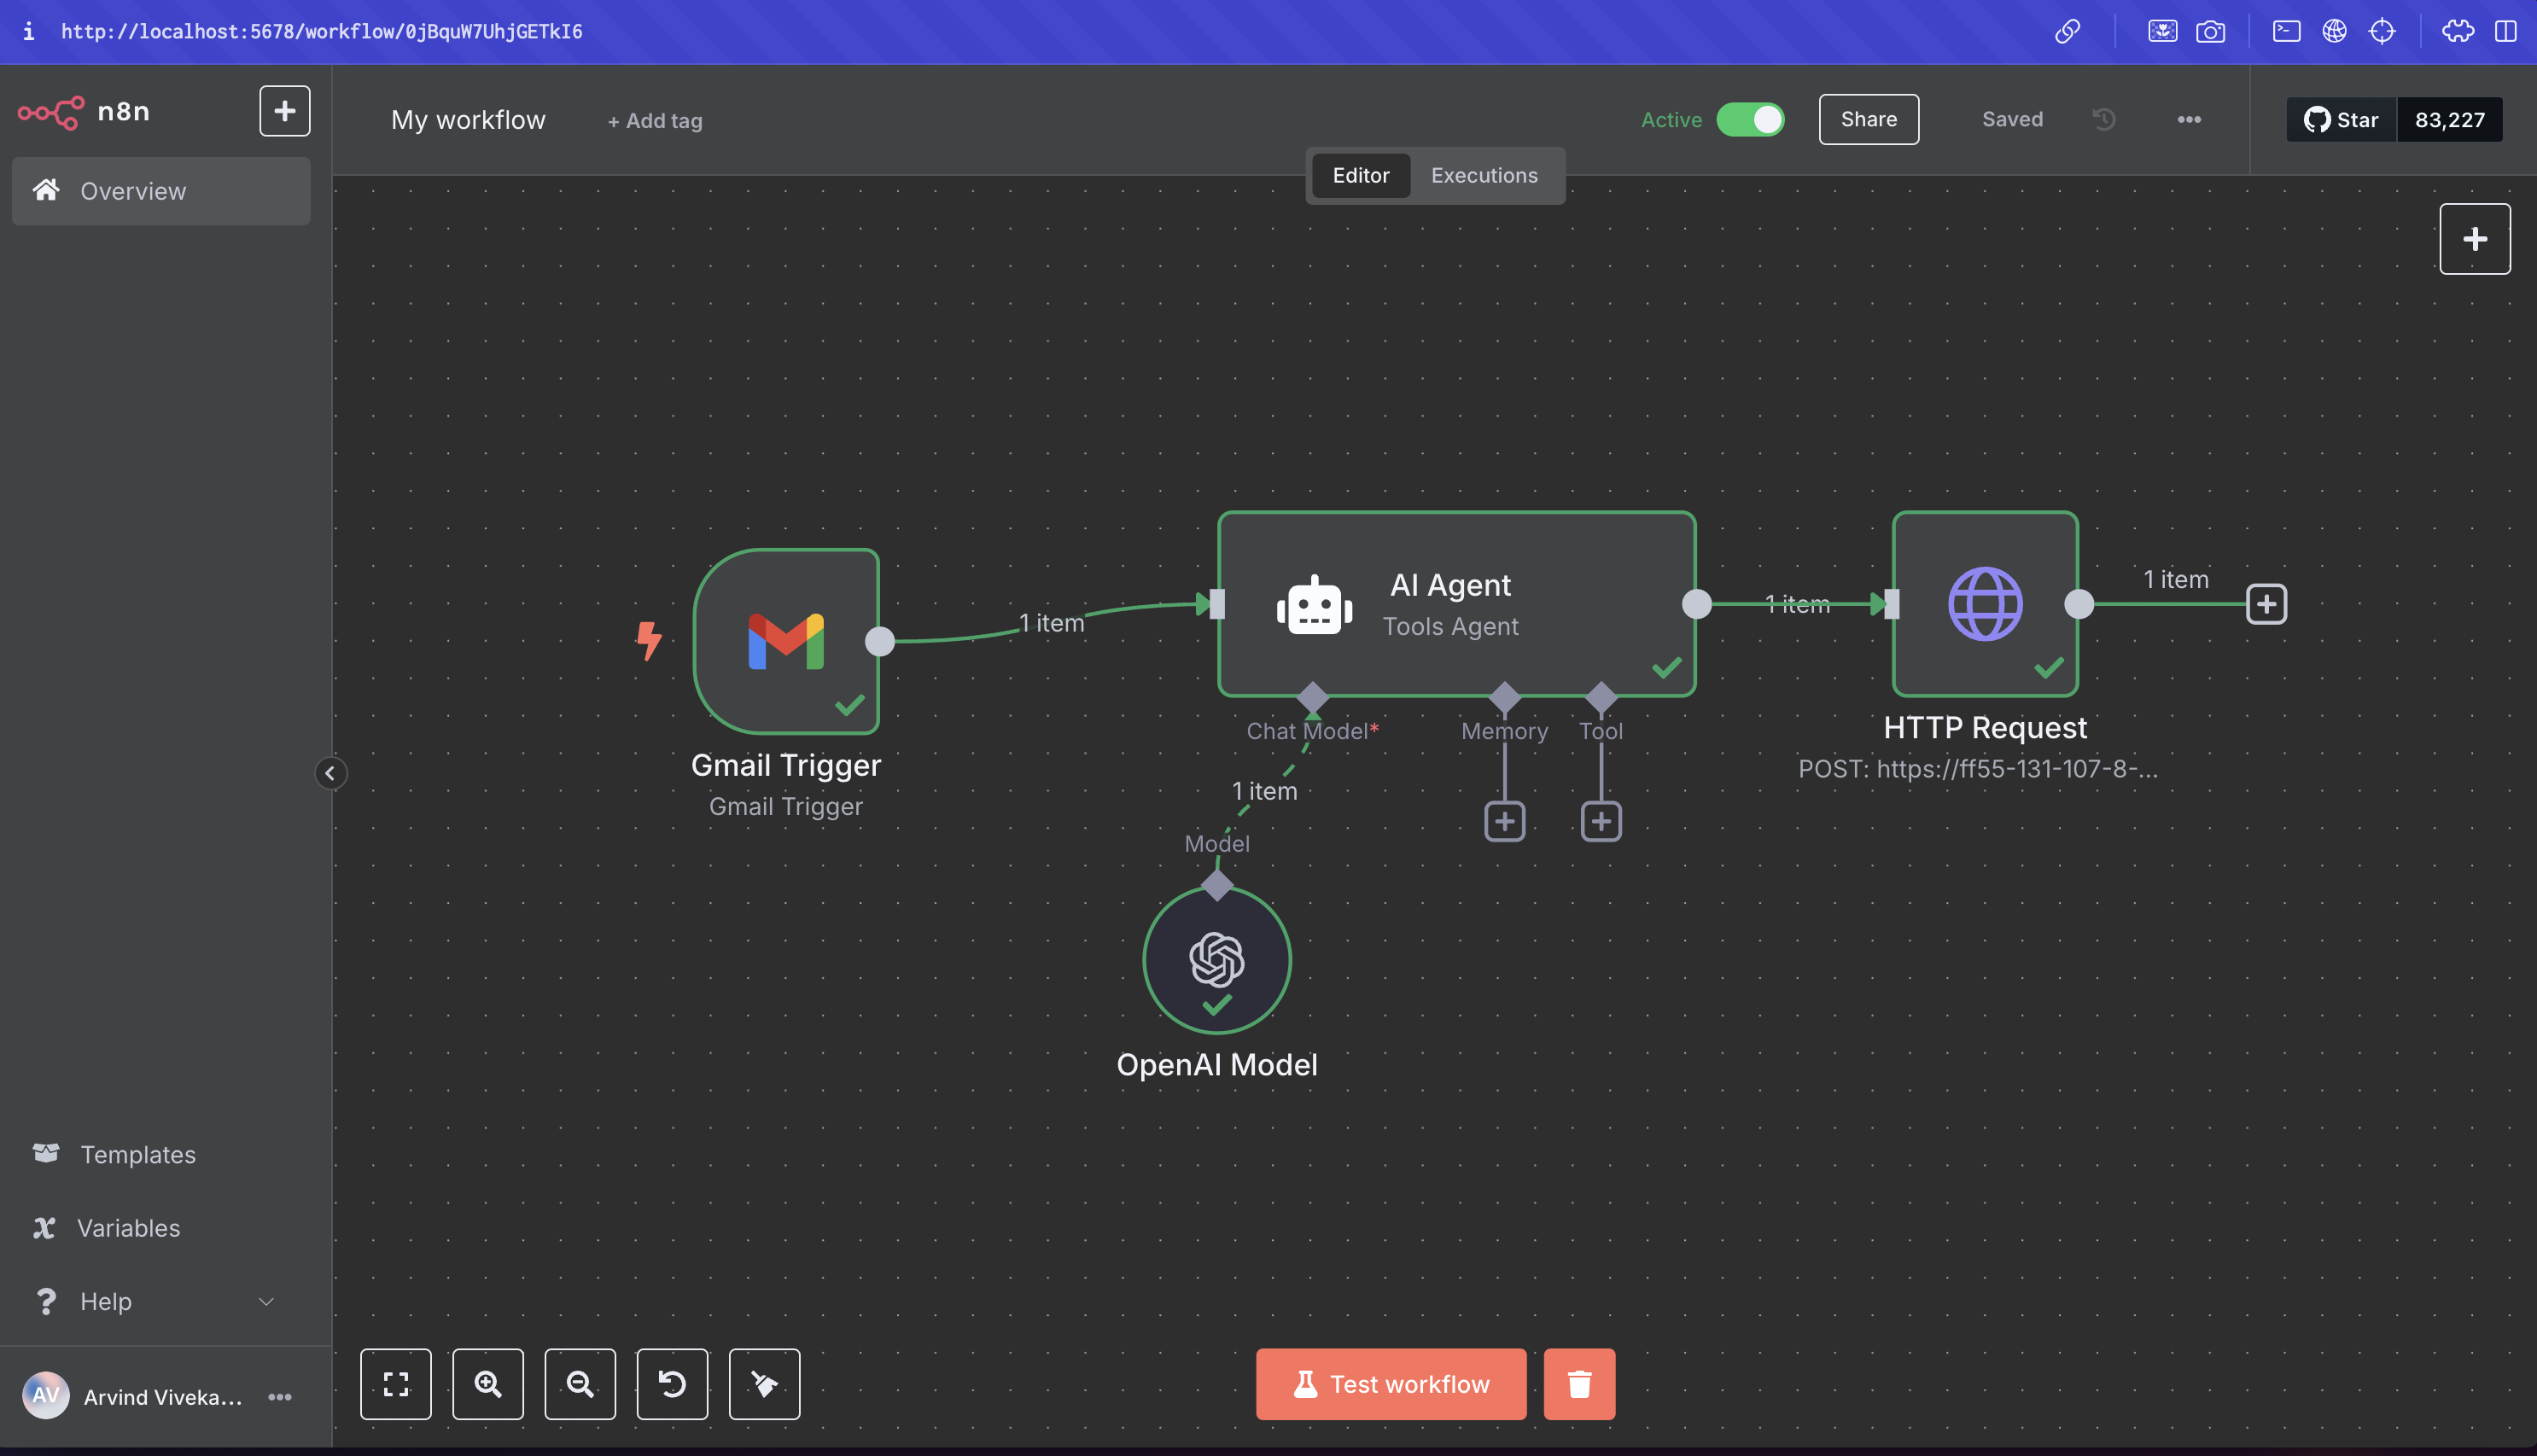 i http://localhost:5678/workflow/0jBquW7UhjGETkI6
n8n
My workflow
+ Add tag
Active
Share
Saved
Star 83,227
Editor
Executions
Overview
1 item
AI Agent
Tools Agent
1 item
1 item
Chat Model*
Memory
Tool
HTTP Request
POST: https://ff55-131-107-8-...
Gmail Trigger
Gmail Trigger
1 item
Model
OpenAI Model
Templates
Variables
Help
AV Arvind Viveka...
Test workflow